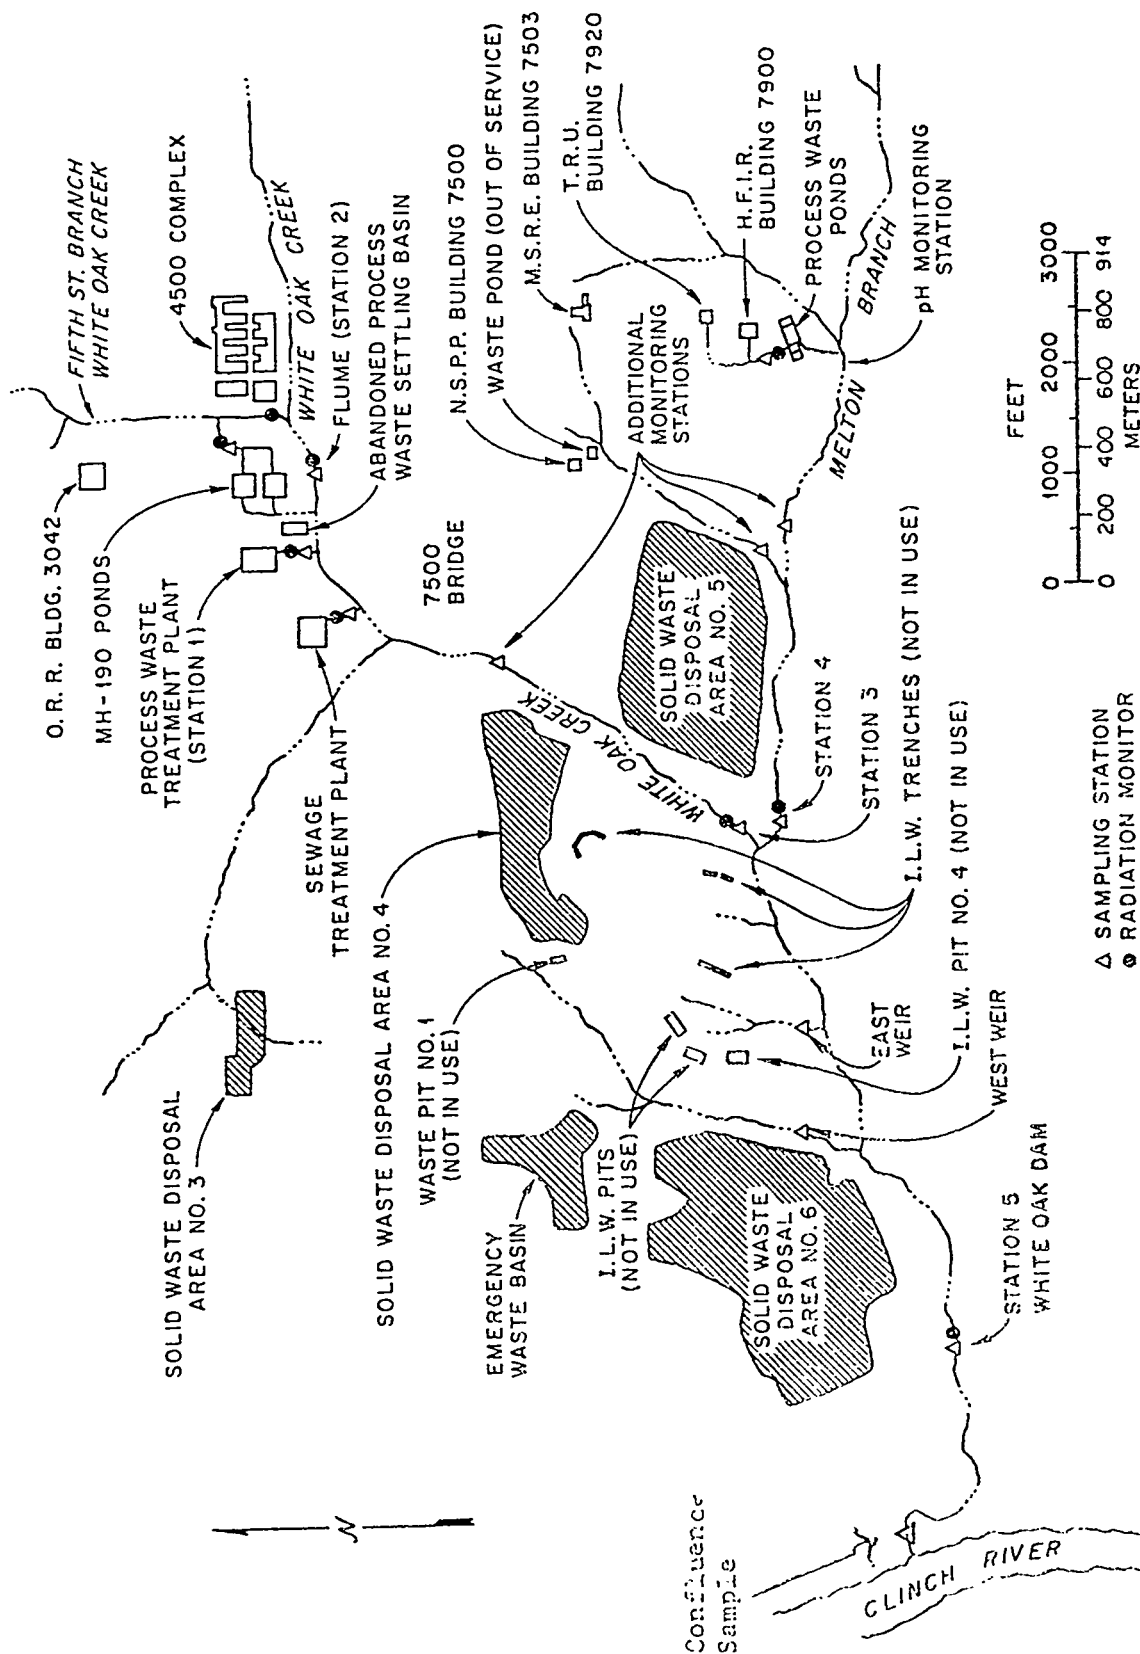 FIFTH ST. BRANCH
WHITE OAK CREEK
4500 COMPLEX
O.R.R. BLDG. 3042
MH-190 PONDS
PROCESS WASTE
TREATMENT PLANT
(STATION 1)
WHITE OAK CREEK
FLUME (STATION 2)
ABANDONED PROCESS
WASTE SETTLING BASIN
SEWAGE
TREATMENT PLANT
7500
BRIDGE
N.S.P.P. BUILDING 7500
WASTE POND (OUT OF SERVICE)
M.S.R.E. BUILDING 7503
T.R.U.
BUILDING 7920
H.F.I.R.
BUILDING 7900
PROCESS WASTE
PONDS
ADDITIONAL
MONITORING
STATIONS
MELTON BRANCH
pH MONITORING
STATION
SOLID WASTE DISPOSAL
AREA NO. 3
SOLID WASTE DISPOSAL AREA NO. 4
WASTE PIT NO. 1
(NOT IN USE)
EMERGENCY
WASTE BASIN
I.L.W. PITS
(NOT IN USE)
WHITE OAK CREEK
SOLID WASTE
DISPOSAL
AREA NO. 5
STATION 4
STATION 3
I.L.W. TRENCHES (NOT IN USE)
I.L.W. PIT NO. 4 (NOT IN USE)
EAST
WEIR
WEST WEIR
SOLID WASTE
DISPOSAL
AREA NO. 6
STATION 5
WHITE OAK DAM
N
Confluence
Sample
CLINCH RIVER
FEET
0 1000 2000 3000
0 200 400 600 800 914
METERS
△ SAMPLING STATION
RADIATION MONITOR